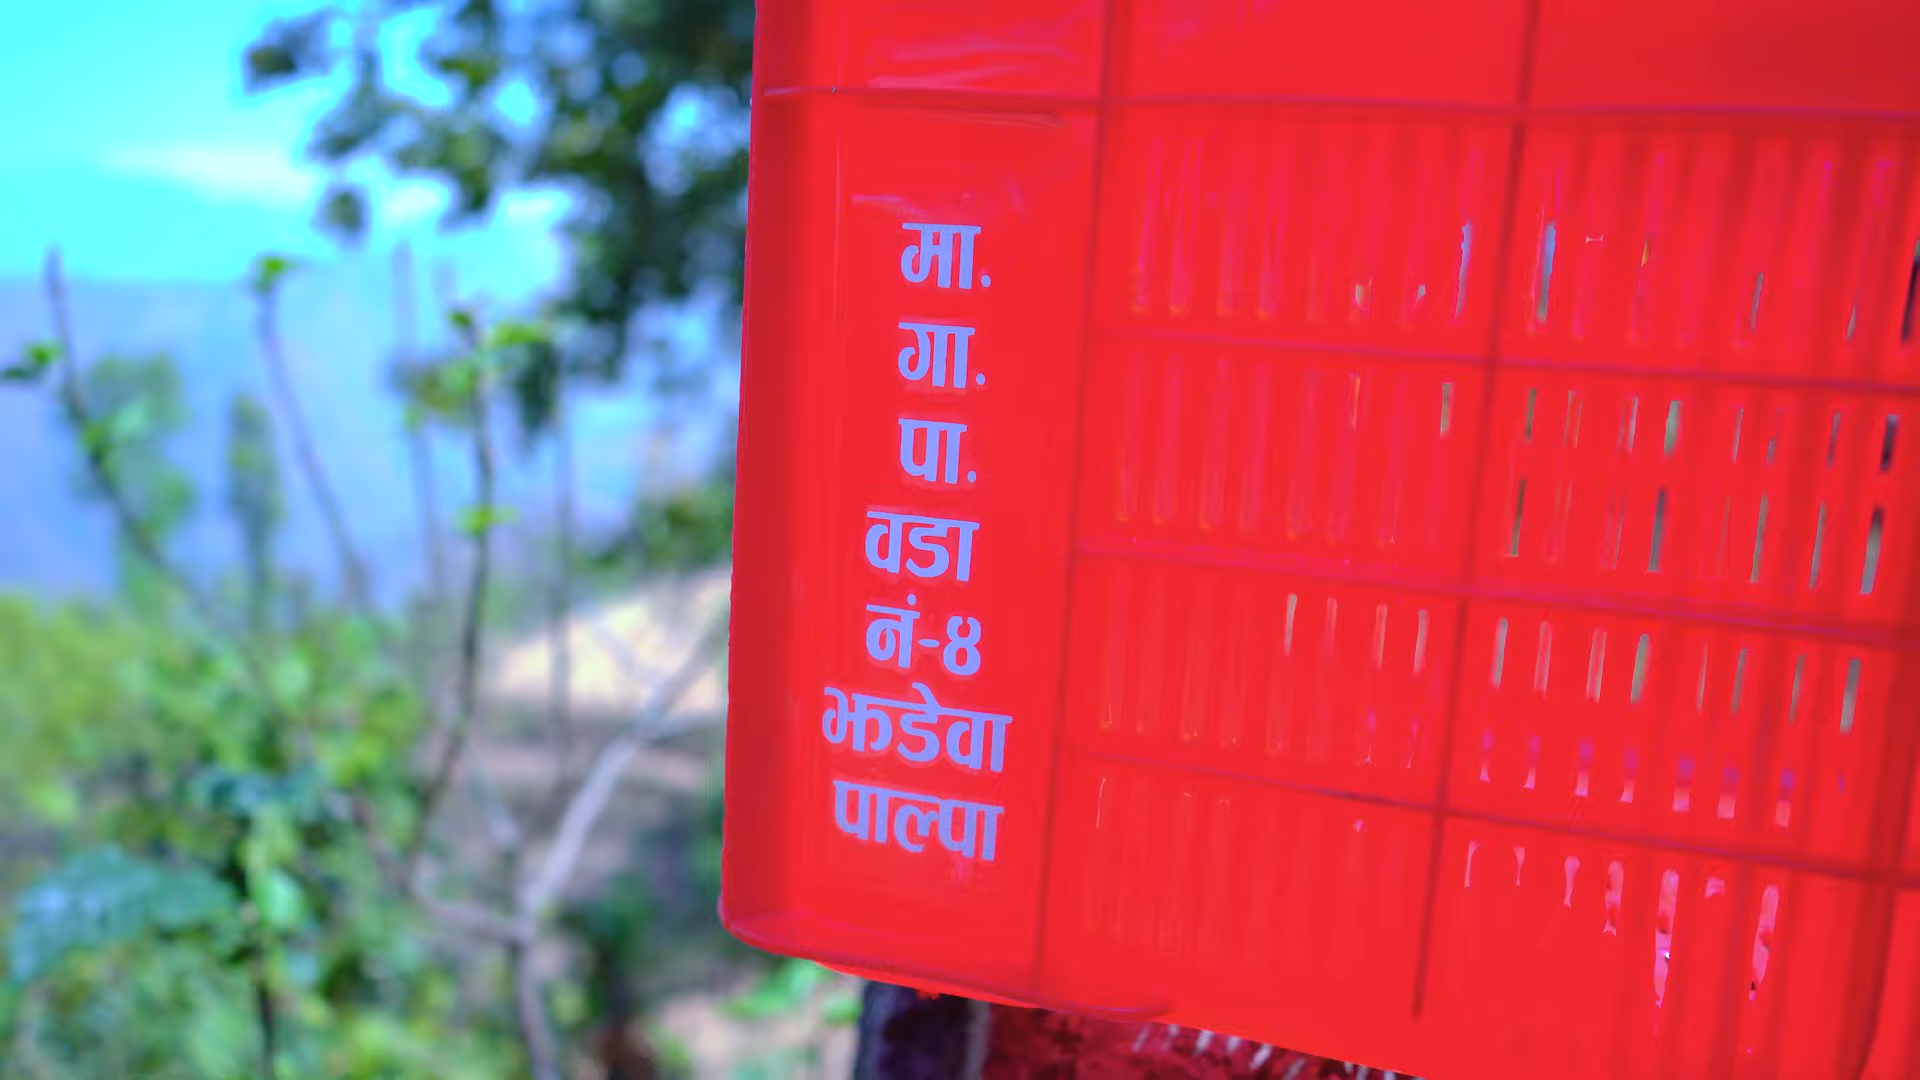 मा.
गा.
पा.
वडा
नं-४
झडेवा
पाल्पा